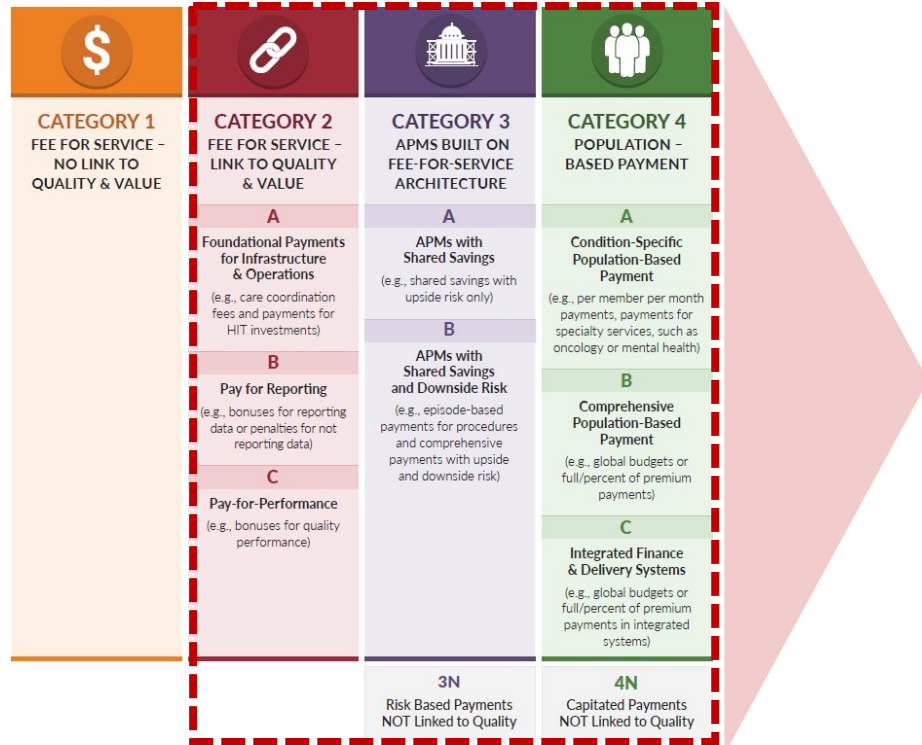 $
CATEGORY 1
FEE FOR SERVICE –
NO LINK TO
QUALITY & VALUE
CATEGORY 2
FEE FOR SERVICE –
LINK TO QUALITY
& VALUE
A
Foundational Payments
for Infrastructure
& Operations
(e.g., care coordination
fees and payments for
HIT investments)
B
Pay for Reporting
(e.g., bonuses for reporting
data or penalties for not
reporting data)
C
Pay-for-Performance
(e.g., bonuses for quality
performance)
CATEGORY 3
APMS BUILT ON
FEE-FOR-SERVICE
ARCHITECTURE
A
APMs with
Shared Savings
(e.g., shared savings with
upside risk only)
B
APMs with
Shared Savings
and Downside Risk
(e.g., episode-based
payments for procedures
and comprehensive
payments with upside
and downside risk)
3N
Risk Based Payments
NOT Linked to Quality
CATEGORY 4
POPULATION –
BASED PAYMENT
A
Condition-Specific
Population-Based
Payment
(e.g., per member per month
payments, payments for
specialty services, such as
oncology or mental health)
B
Comprehensive
Population-Based
Payment
(e.g., global budgets or
full/percent of premium
payments)
C
Integrated Finance
& Delivery Systems
(e.g., global budgets or
full/percent of premium
payments in integrated
systems)
4N
Capitated Payments
NOT Linked to Quality